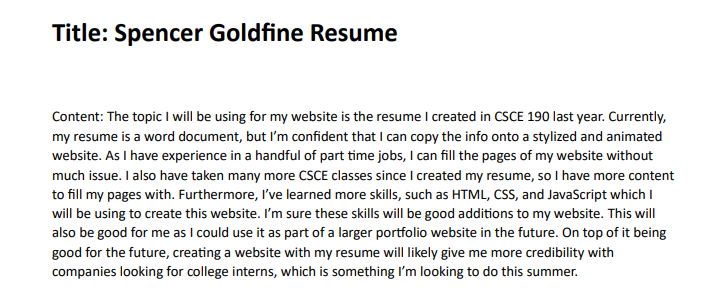 Title: Spencer Goldfine Resume
Content: The topic I will be using for my website is the resume I created in CSCE 190 last year. Currently,
my resume is a word document, but I'm confident that I can copy the info onto a stylized and animated
website. As I have experience in a handful of part time jobs, I can fill the pages of my website without
much issue. I also have taken many more CSCE classes since I created my resume, so I have more content
to fill my pages with. Furthermore, I've learned more skills, such as HTML, CSS, and JavaScript which I
will be using to create this website. I'm sure these skills will be good additions to my website. This will
also be good for me as I could use it as part of a larger portfolio website in the future. On top of it being
good for the future, creating a website with my resume will likely give me more credibility with
companies looking for college interns, which is something I'm looking to do this summer.